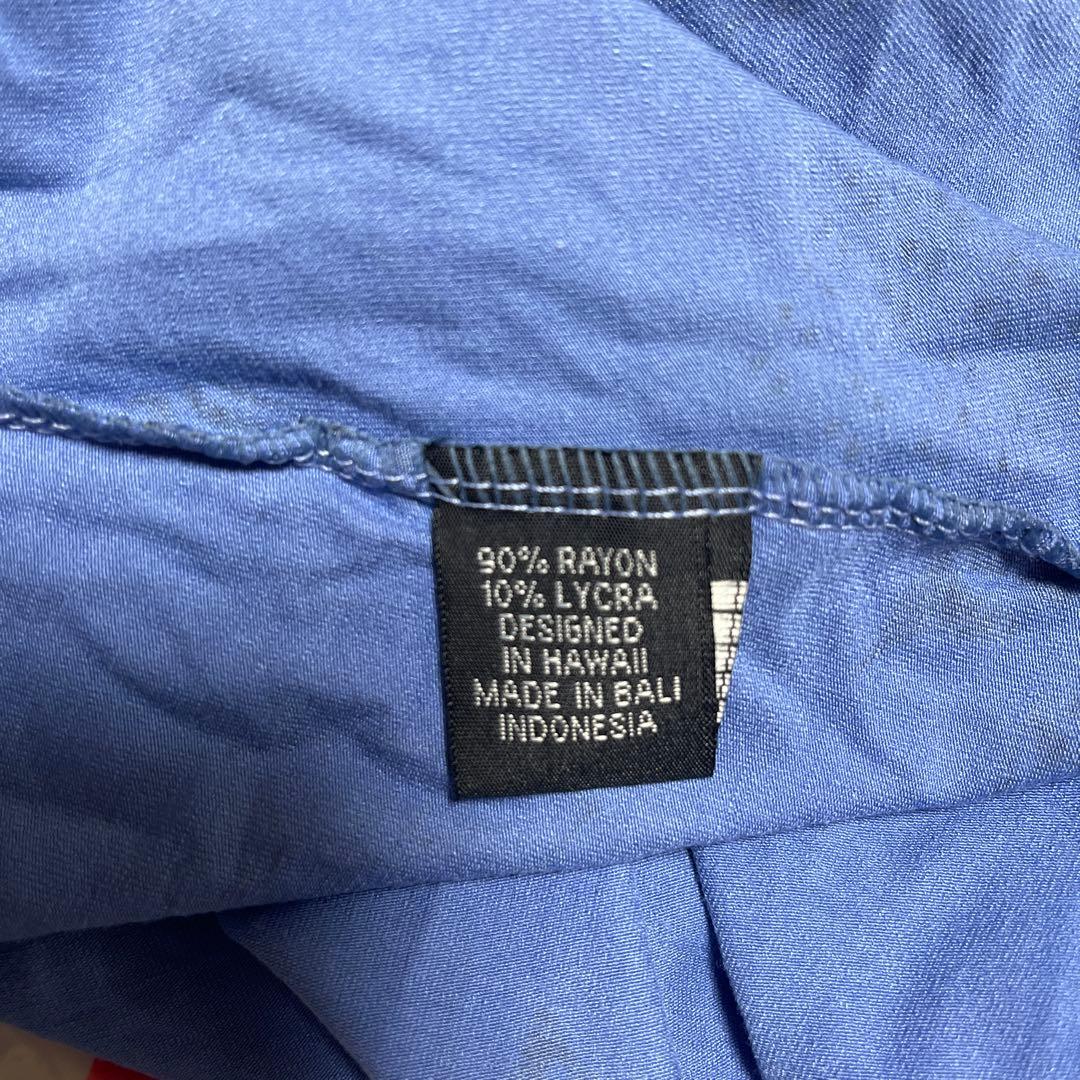 90% RAYON
10% LYCRA
DESIGNED
IN HAWAII
MADE IN BALI
INDONESIA